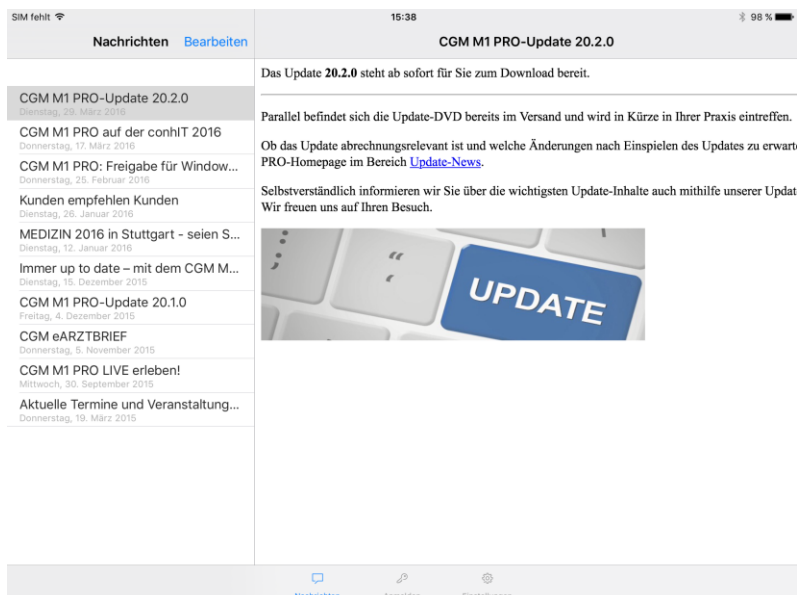 SIM fehlt 15:38 98 %
Nachrichten Bearbeiten CGM M1 PRO-Update 20.2.0
CGM M1 PRO-Update 20.2.0
Dienstag, 29. März 2016
CGM M1 PRO auf der conhIT 2016
Donnerstag, 17. März 2016
CGM M1 PRO: Freigabe für Window...
Donnerstag, 25. Februar 2016
Kunden empfehlen Kunden
Dienstag, 26. Januar 2016
MEDIZIN 2016 in Stuttgart - seien S...
Dienstag, 12. Januar 2016
Immer up to date – mit dem CGM M...
Dienstag, 15. Dezember 2015
CGM M1 PRO-Update 20.1.0
Freitag, 4. Dezember 2015
CGM eARZTBRIEF
Donnerstag, 5. November 2015
CGM M1 PRO LIVE erleben!
Mittwoch, 30. September 2015
Aktuelle Termine und Veranstaltung...
Donnerstag, 19. März 2015
Das Update 20.2.0 steht ab sofort für Sie zum Download bereit.
Parallel befindet sich die Update-DVD bereits im Versand und wird in Kürze in Ihrer Praxis eintreffen.
Ob das Update abrechnungsrelevant ist und welche Änderungen nach Einspielen des Updates zu erwart
PRO-Homepage im Bereich Update-News.
Selbstverständlich informieren wir Sie über die wichtigsten Update-Inhalte auch mithilfe unserer Updat
Wir freuen uns auf Ihren Besuch.
UPDATE
Nachrichten Anmelden Einstellungen